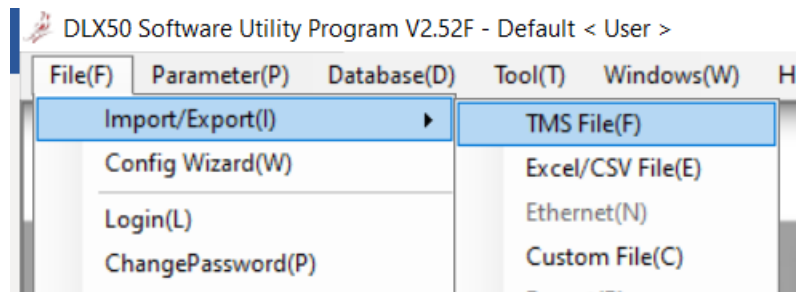 DLX50 Software Utility Program V2.52F - Default < User >
File(F) Parameter(P) Database(D) Tool(T) Windows(W) H
Import/Export(I) TMS File(F)
Config Wizard(W) Excel/CSV File(E)
Login(L) Ethernet(N)
ChangePassword(P) Custom File(C)